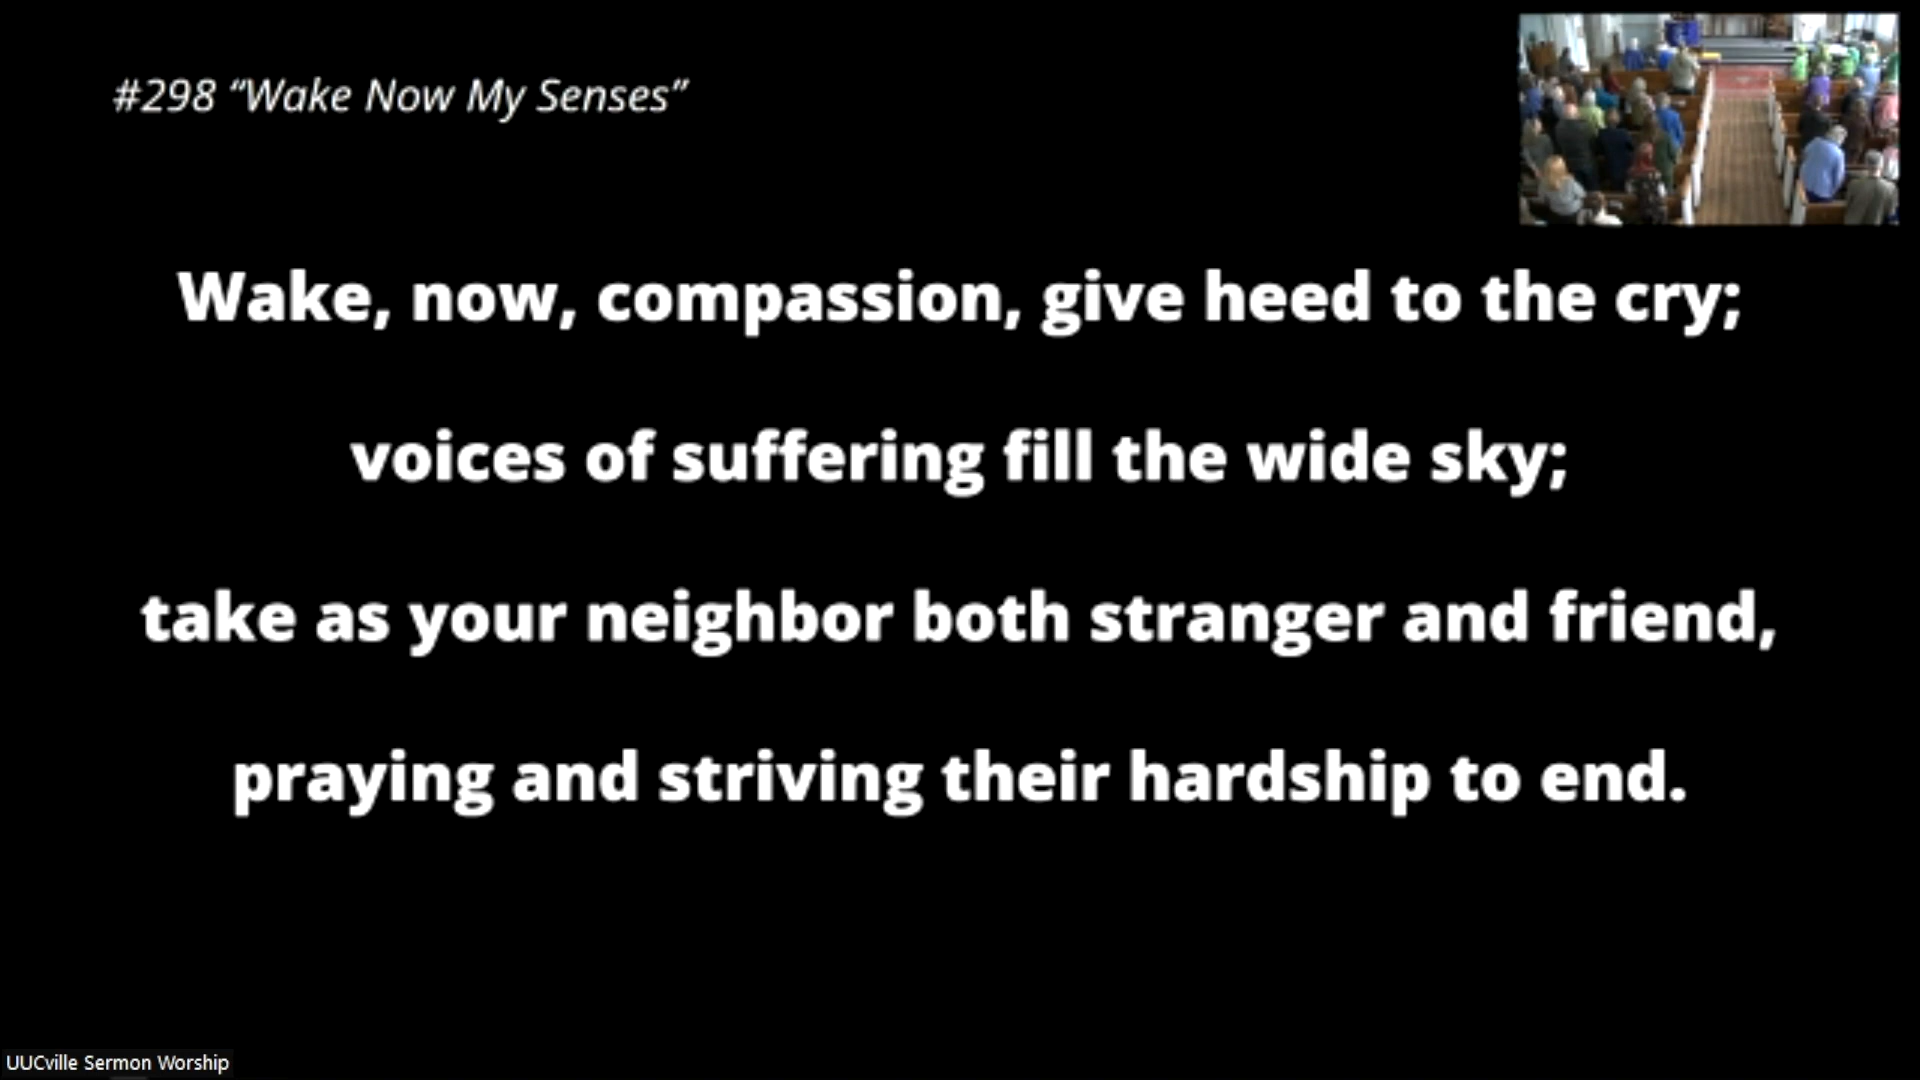 #298 “Wake Now My Senses”
Wake, now, compassion, give heed to the cry;
voices of suffering fill the wide sky;
take as your neighbor both stranger and friend,
praying and striving their hardship to end.
UUCville Sermon Worship